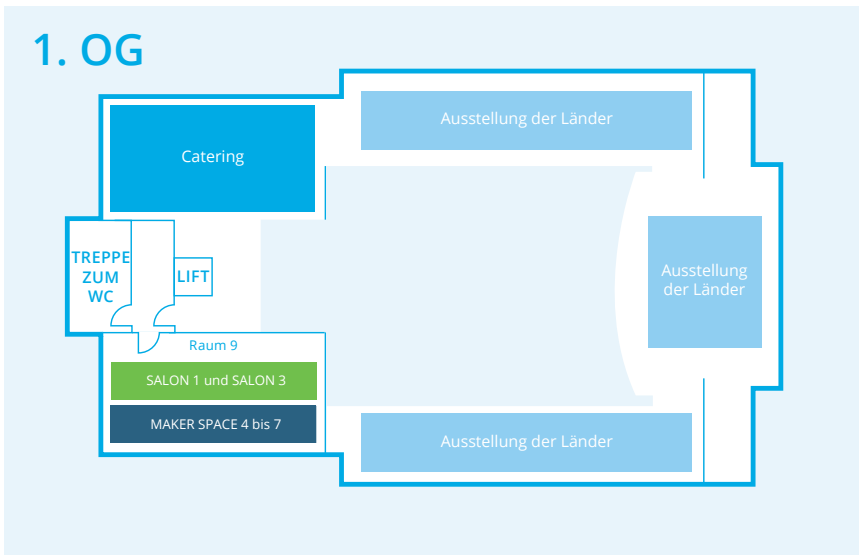 1. OG
Ausstellung der Länder
Catering
TREPPE
ZUM
WC
LIFT
Ausstellung
der Länder
Raum 9
SALON 1 und SALON 3
MAKER SPACE 4 bis 7
Ausstellung der Länder